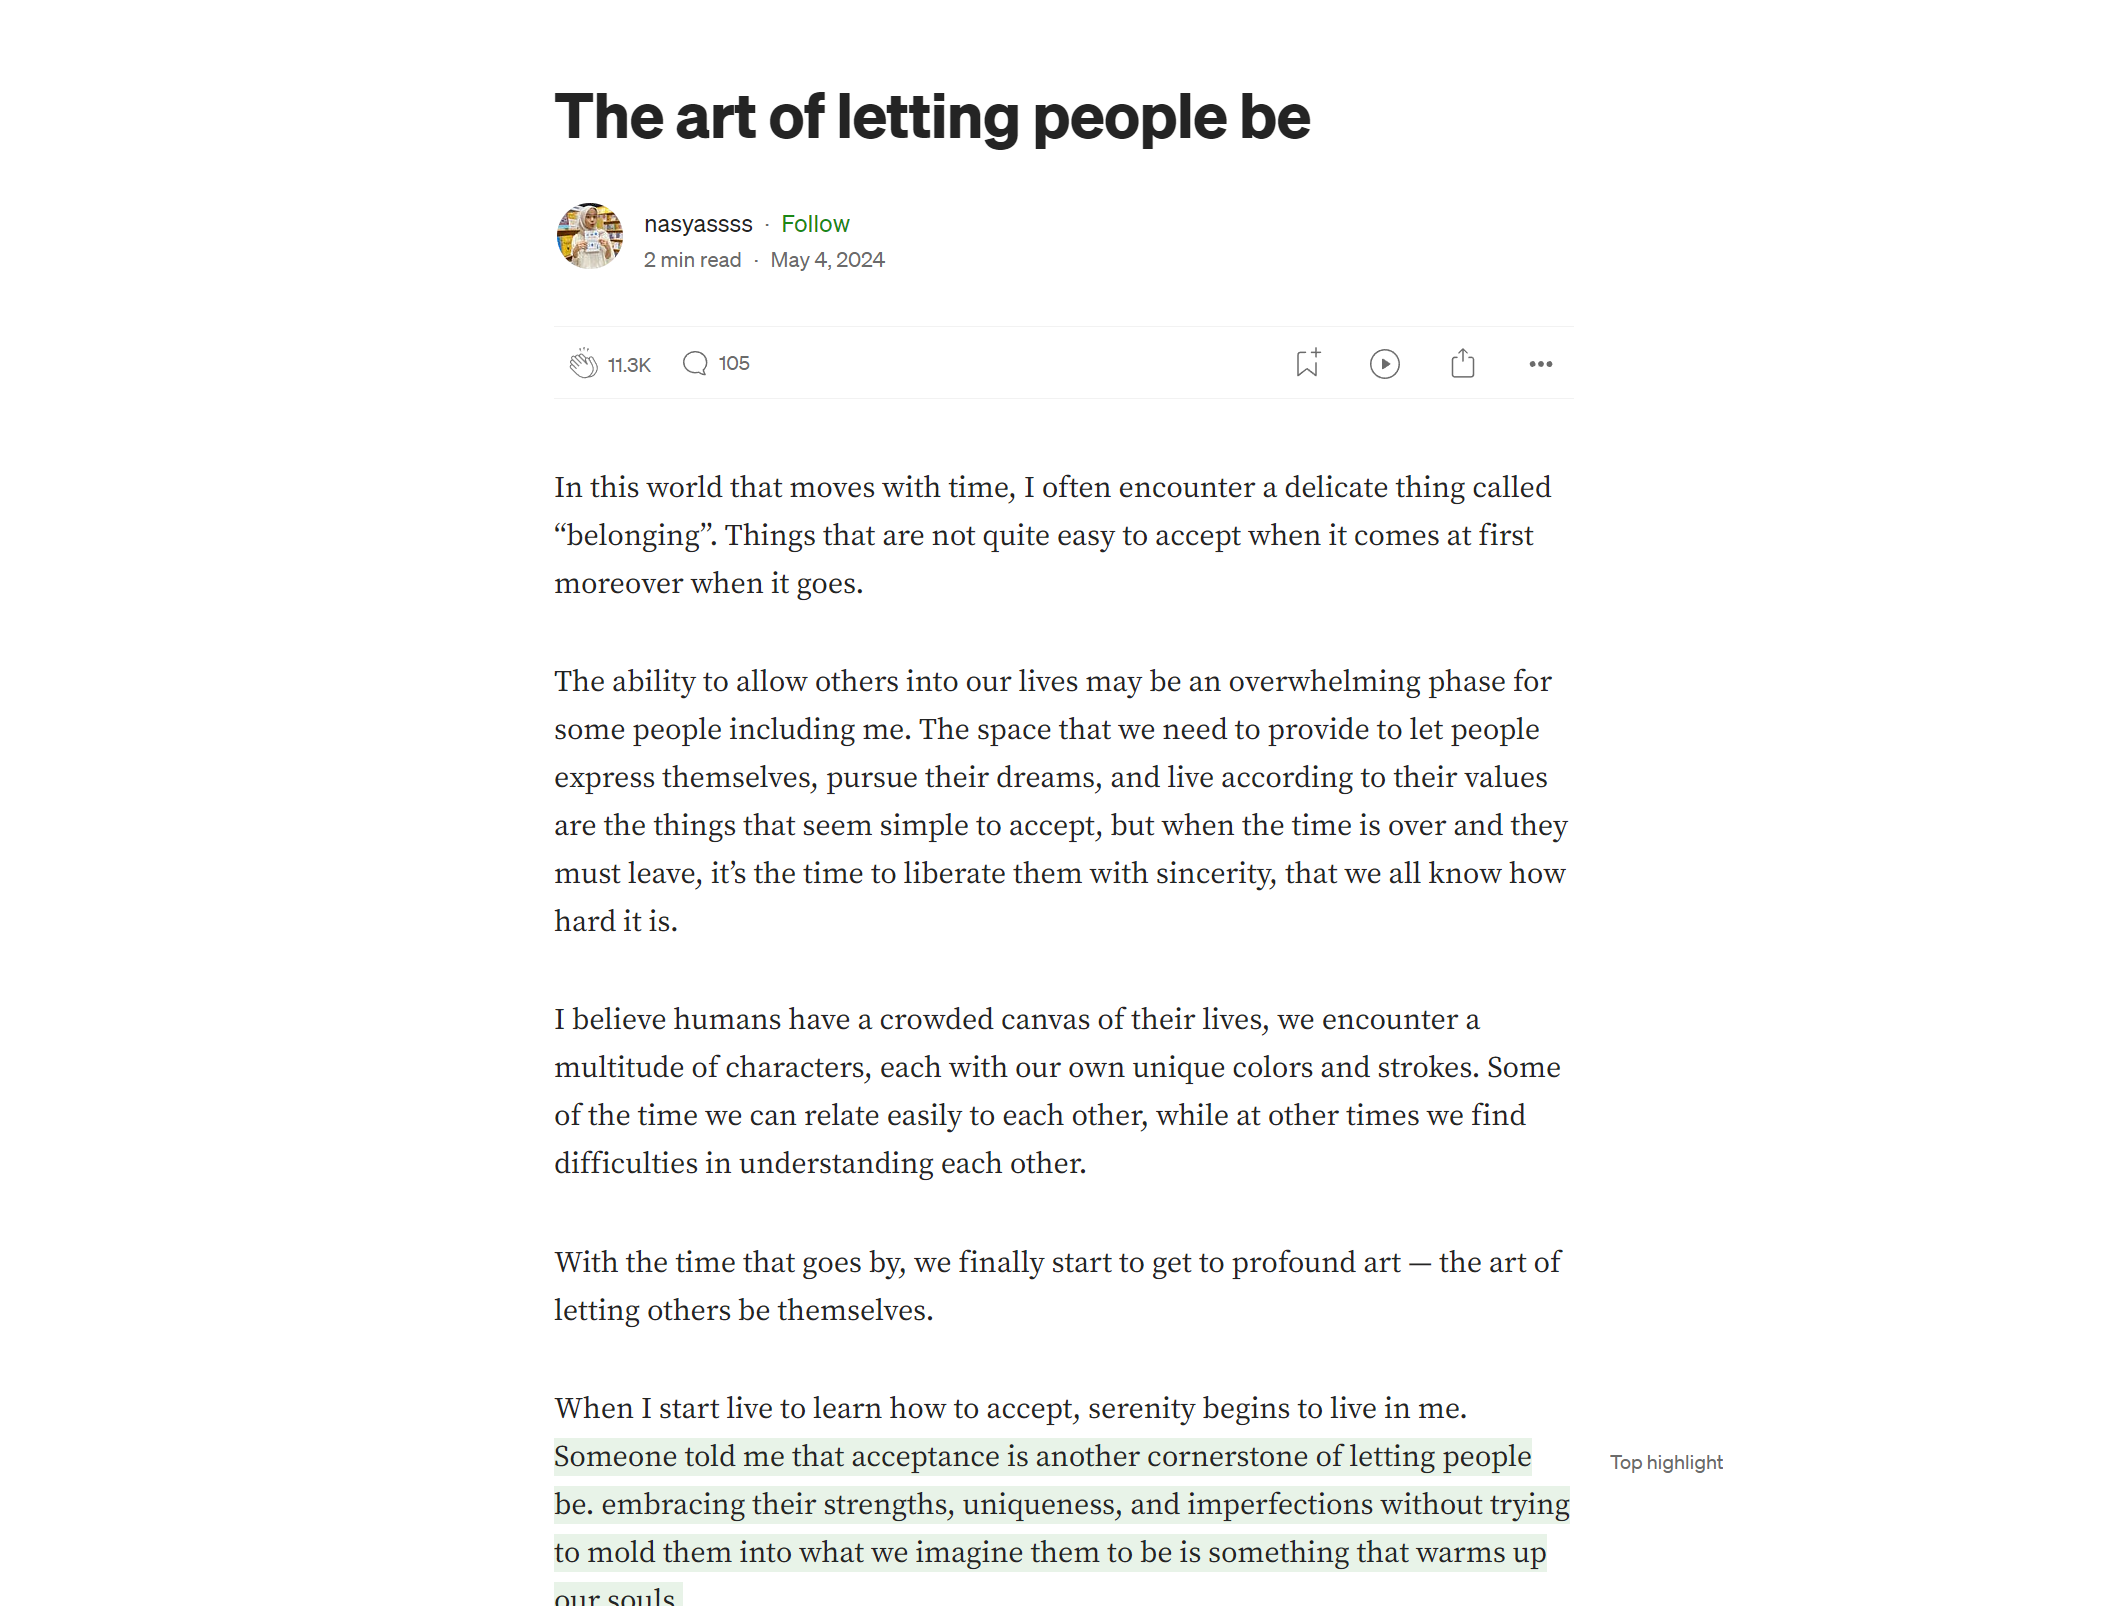 The art of letting people be
nasyassss · Follow
2 min read · May 4, 2024
11.3K 105
In this world that moves with time, I often encounter a delicate thing called
“belonging”. Things that are not quite easy to accept when it comes at first
moreover when it goes.
The ability to allow others into our lives may be an overwhelming phase for
some people including me. The space that we need to provide to let people
express themselves, pursue their dreams, and live according to their values
are the things that seem simple to accept, but when the time is over and they
must leave, it’s the time to liberate them with sincerity, that we all know how
hard it is.
I believe humans have a crowded canvas of their lives, we encounter a
multitude of characters, each with our own unique colors and strokes. Some
of the time we can relate easily to each other, while at other times we find
difficulties in understanding each other.
With the time that goes by, we finally start to get to profound art — the art of
letting others be themselves.
When I start live to learn how to accept, serenity begins to live in me.
Someone told me that acceptance is another cornerstone of letting people
Top highlight
be. embracing their strengths, uniqueness, and imperfections without trying
to mold them into what we imagine them to be is something that warms up
our souls.